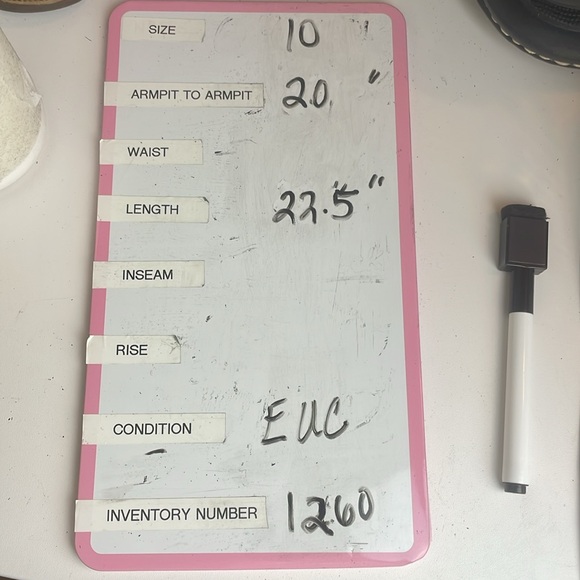 SIZE 10
ARMPIT TO ARMPIT 20 "
WAIST
LENGTH 22.5"
INSEAM
RISE
CONDITION EUC
INVENTORY NUMBER 1260